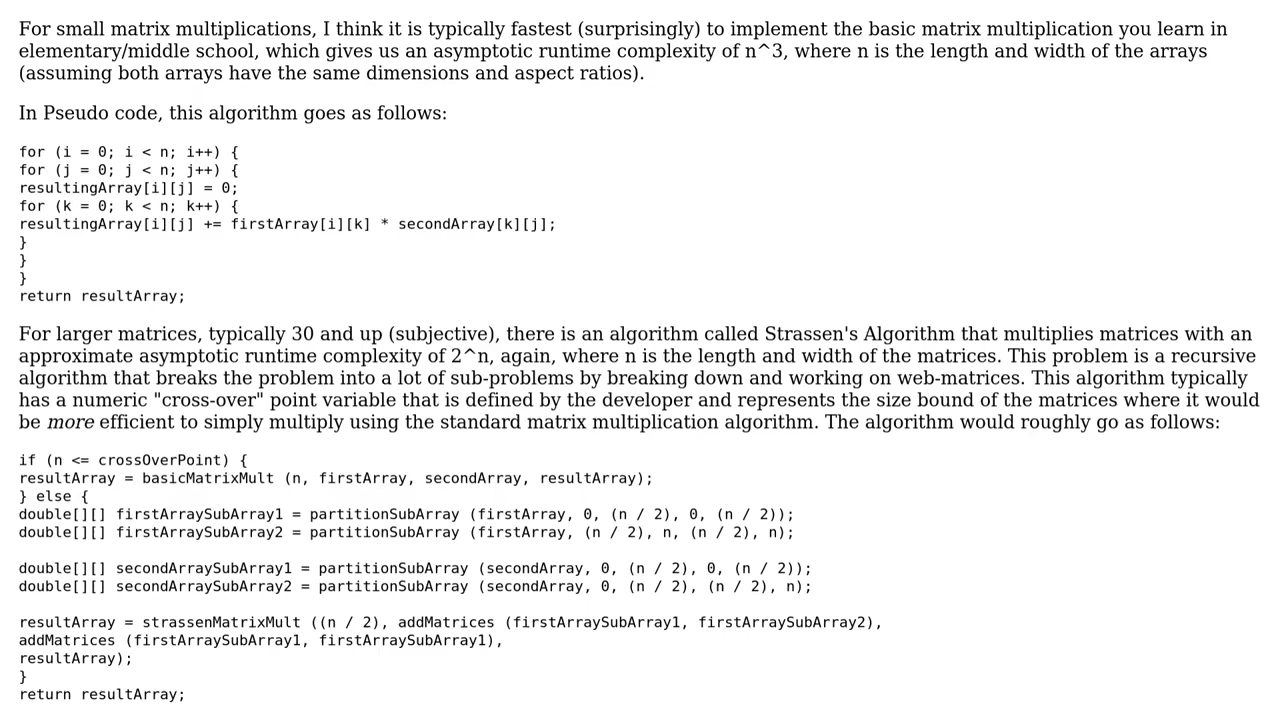 For small matrix multiplications, I think it is typically fastest (surprisingly) to implement the basic matrix multiplication you learn in
elementary/middle school, which gives us an asymptotic runtime complexity of n^3, where n is the length and width of the arrays
(assuming both arrays have the same dimensions and aspect ratios).
In Pseudo code, this algorithm goes as follows:
for (i = 0; i < n; i++) {
for (j = 0; j < n; j++) {
resultingArray[i][j] = 0;
for (k = 0; k < n; k++) {
resultingArray[i][j] += firstArray[i][k] * secondArray[k][j];
}
}
}
return resultArray;
For larger matrices, typically 30 and up (subjective), there is an algorithm called Strassen's Algorithm that multiplies matrices with an
approximate asymptotic runtime complexity of 2^n, again, where n is the length and width of the matrices. This problem is a recursive
algorithm that breaks the problem into a lot of sub-problems by breaking down and working on web-matrices. This algorithm typically
has a numeric "cross-over" point variable that is defined by the developer and represents the size bound of the matrices where it would
be more efficient to simply multiply using the standard matrix multiplication algorithm. The algorithm would roughly go as follows:
if (n <= crossOverPoint) {
resultArray = basicMatrixMult (n, firstArray, secondArray, resultArray);
} else {
double[][] firstArraySubArray1 = partitionSubArray (firstArray, 0, (n / 2), 0, (n / 2));
double[][] firstArraySubArray2 = partitionSubArray (firstArray, (n / 2), n, (n / 2), n);
double[][] secondArraySubArray1 = partitionSubArray (secondArray, 0, (n / 2), 0, (n / 2));
double[][] secondArraySubArray2 = partitionSubArray (secondArray, 0, (n / 2), (n / 2), n);
resultArray = strassenMatrixMult ((n / 2), addMatrices (firstArraySubArray1, firstArraySubArray2),
addMatrices (firstArraySubArray1, firstArraySubArray1),
resultArray);
}
return resultArray;